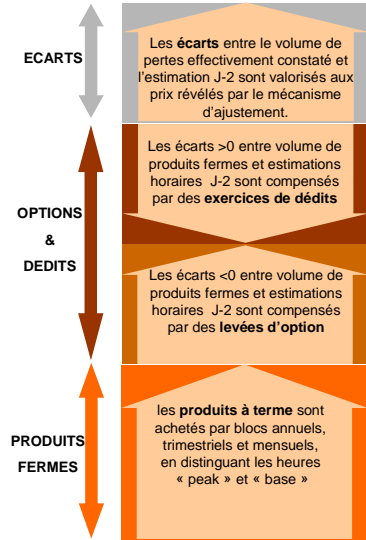 ECARTS
Les écarts entre le volume de
pertes effectivement constaté et
l'estimation J-2 sont valorisés aux
prix révélés par le mécanisme
d'ajustement.
OPTIONS
&
DEDITS
Les écarts >0 entre volume de
produits fermes et estimations
horaires J-2 sont compensés
par des exercices de dédits
Les écarts <0 entre volume de
produits fermes et estimations
horaires J-2 sont compensés
par des levées d'option
PRODUITS
FERMES
les produits à terme sont
achetés par blocs annuels,
trimestriels et mensuels,
en distinguant les heures
« peak » et « base »